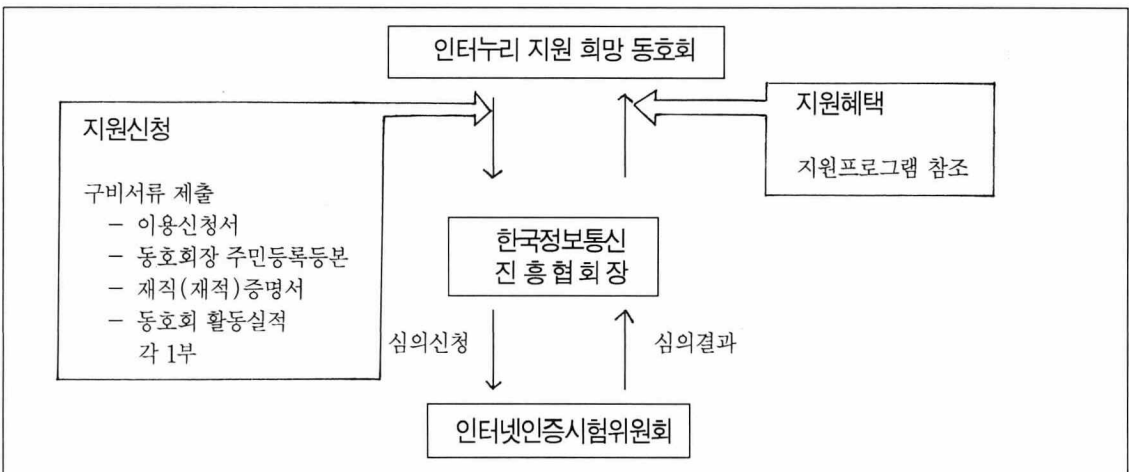 인터누리 지원 희망 동호회
지원신청
구비서류 제출
- 이용신청서
- 동호회장 주민등록등본
- 재직(재적)증명서
- 동호회 활동실적
각 1부
지원혜택
지원프로그램 참조
한국정보통신
진흥협회장
심의신청
심의결과
인터넷인증시험위원회